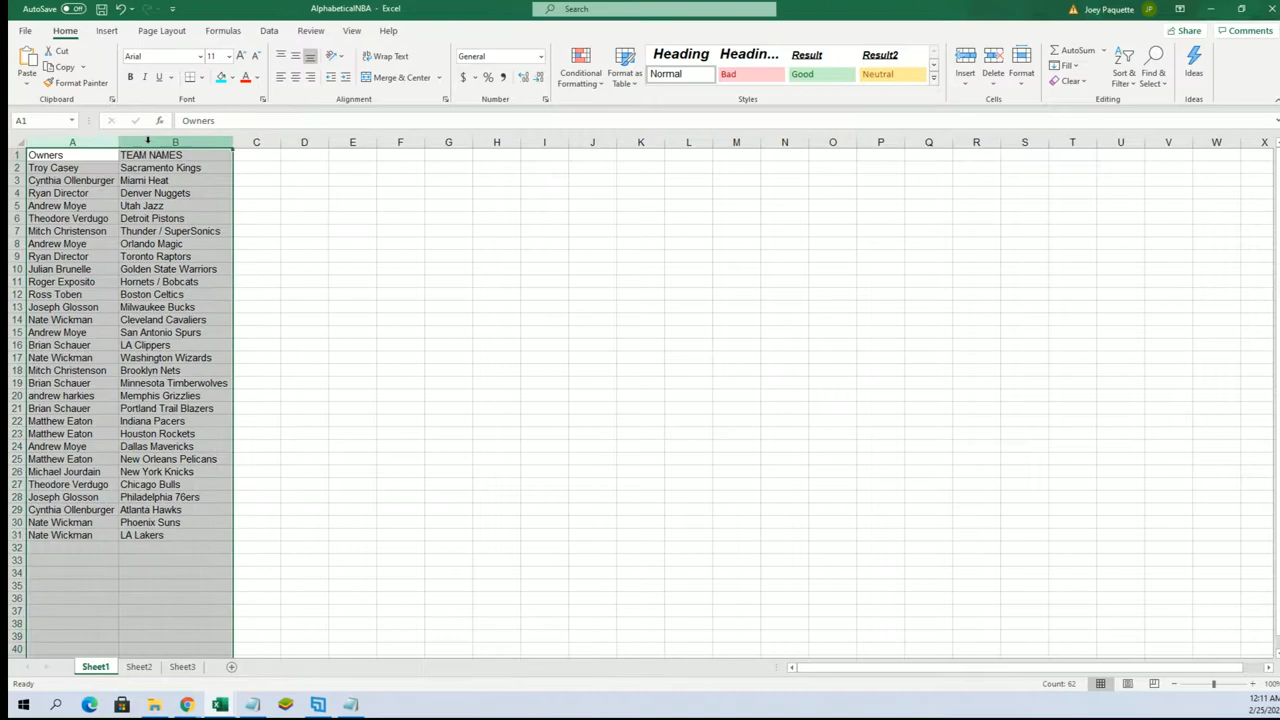 AutoSave Off AlphabeticalNBA - Excel Search Joey Paquette JP
File Home Insert Page Layout Formulas Data Review View Help Share Comments
Paste Cut Copy Format Painter Clipboard
Arial 11 A A B I U A Font
Wrap Text Merge & Center Alignment
General $ % Number
Conditional Formatting Format as Table
Heading Headin... Result Result2
Normal Bad Good Neutral
Styles
Insert Delete Format Cells
AutoSum Fill Clear Sort & Filter Find & Select Editing
Ideas Ideas
A1 fx Owners
A B C D E F G H I J K L M N O P Q R S T U V W X
1 Owners TEAM NAMES
2 Troy Casey Sacramento Kings
3 Cynthia Ollenburger Miami Heat
4 Ryan Director Denver Nuggets
5 Andrew Moye Utah Jazz
6 Theodore Verdugo Detroit Pistons
7 Mitch Christenson Thunder / SuperSonics
8 Andrew Moye Orlando Magic
9 Ryan Director Toronto Raptors
10 Julian Brunelle Golden State Warriors
11 Roger Exposito Hornets / Bobcats
12 Ross Toben Boston Celtics
13 Joseph Glosson Milwaukee Bucks
14 Nate Wickman Cleveland Cavaliers
15 Andrew Moye San Antonio Spurs
16 Brian Schauer LA Clippers
17 Nate Wickman Washington Wizards
18 Mitch Christenson Brooklyn Nets
19 Brian Schauer Minnesota Timberwolves
20 andrew harkies Memphis Grizzlies
21 Brian Schauer Portland Trail Blazers
22 Matthew Eaton Indiana Pacers
23 Matthew Eaton Houston Rockets
24 Andrew Moye Dallas Mavericks
25 Matthew Eaton New Orleans Pelicans
26 Michael Jourdain New York Knicks
27 Theodore Verdugo Chicago Bulls
28 Joseph Glosson Philadelphia 76ers
29 Cynthia Ollenburger Atlanta Hawks
30 Nate Wickman Phoenix Suns
31 Nate Wickman LA Lakers
32
33
34
35
36
37
38
39
40
Sheet1 Sheet2 Sheet3
Ready Count: 62 100%
12:11 AM
2/25/202